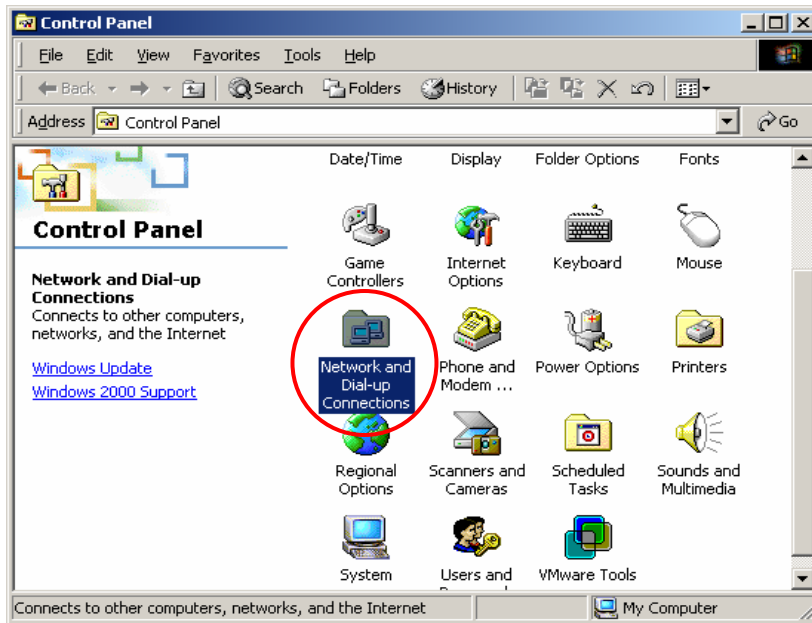 Control Panel
File Edit View Favorites Tools Help
Back Search Folders History
Address Control Panel Go
Control Panel
Network and Dial-up
Connections
Connects to other computers,
networks, and the Internet
Windows Update
Windows 2000 Support
Date/Time Display Folder Options Fonts
Game
Controllers
Internet
Options
Keyboard
Mouse
Network and
Dial-up
Connections
Phone and
Modem ...
Power Options
Printers
Regional
Options
Scanners and
Cameras
Scheduled
Tasks
Sounds and
Multimedia
System
Users and
VMware Tools
Connects to other computers, networks, and the Internet My Computer